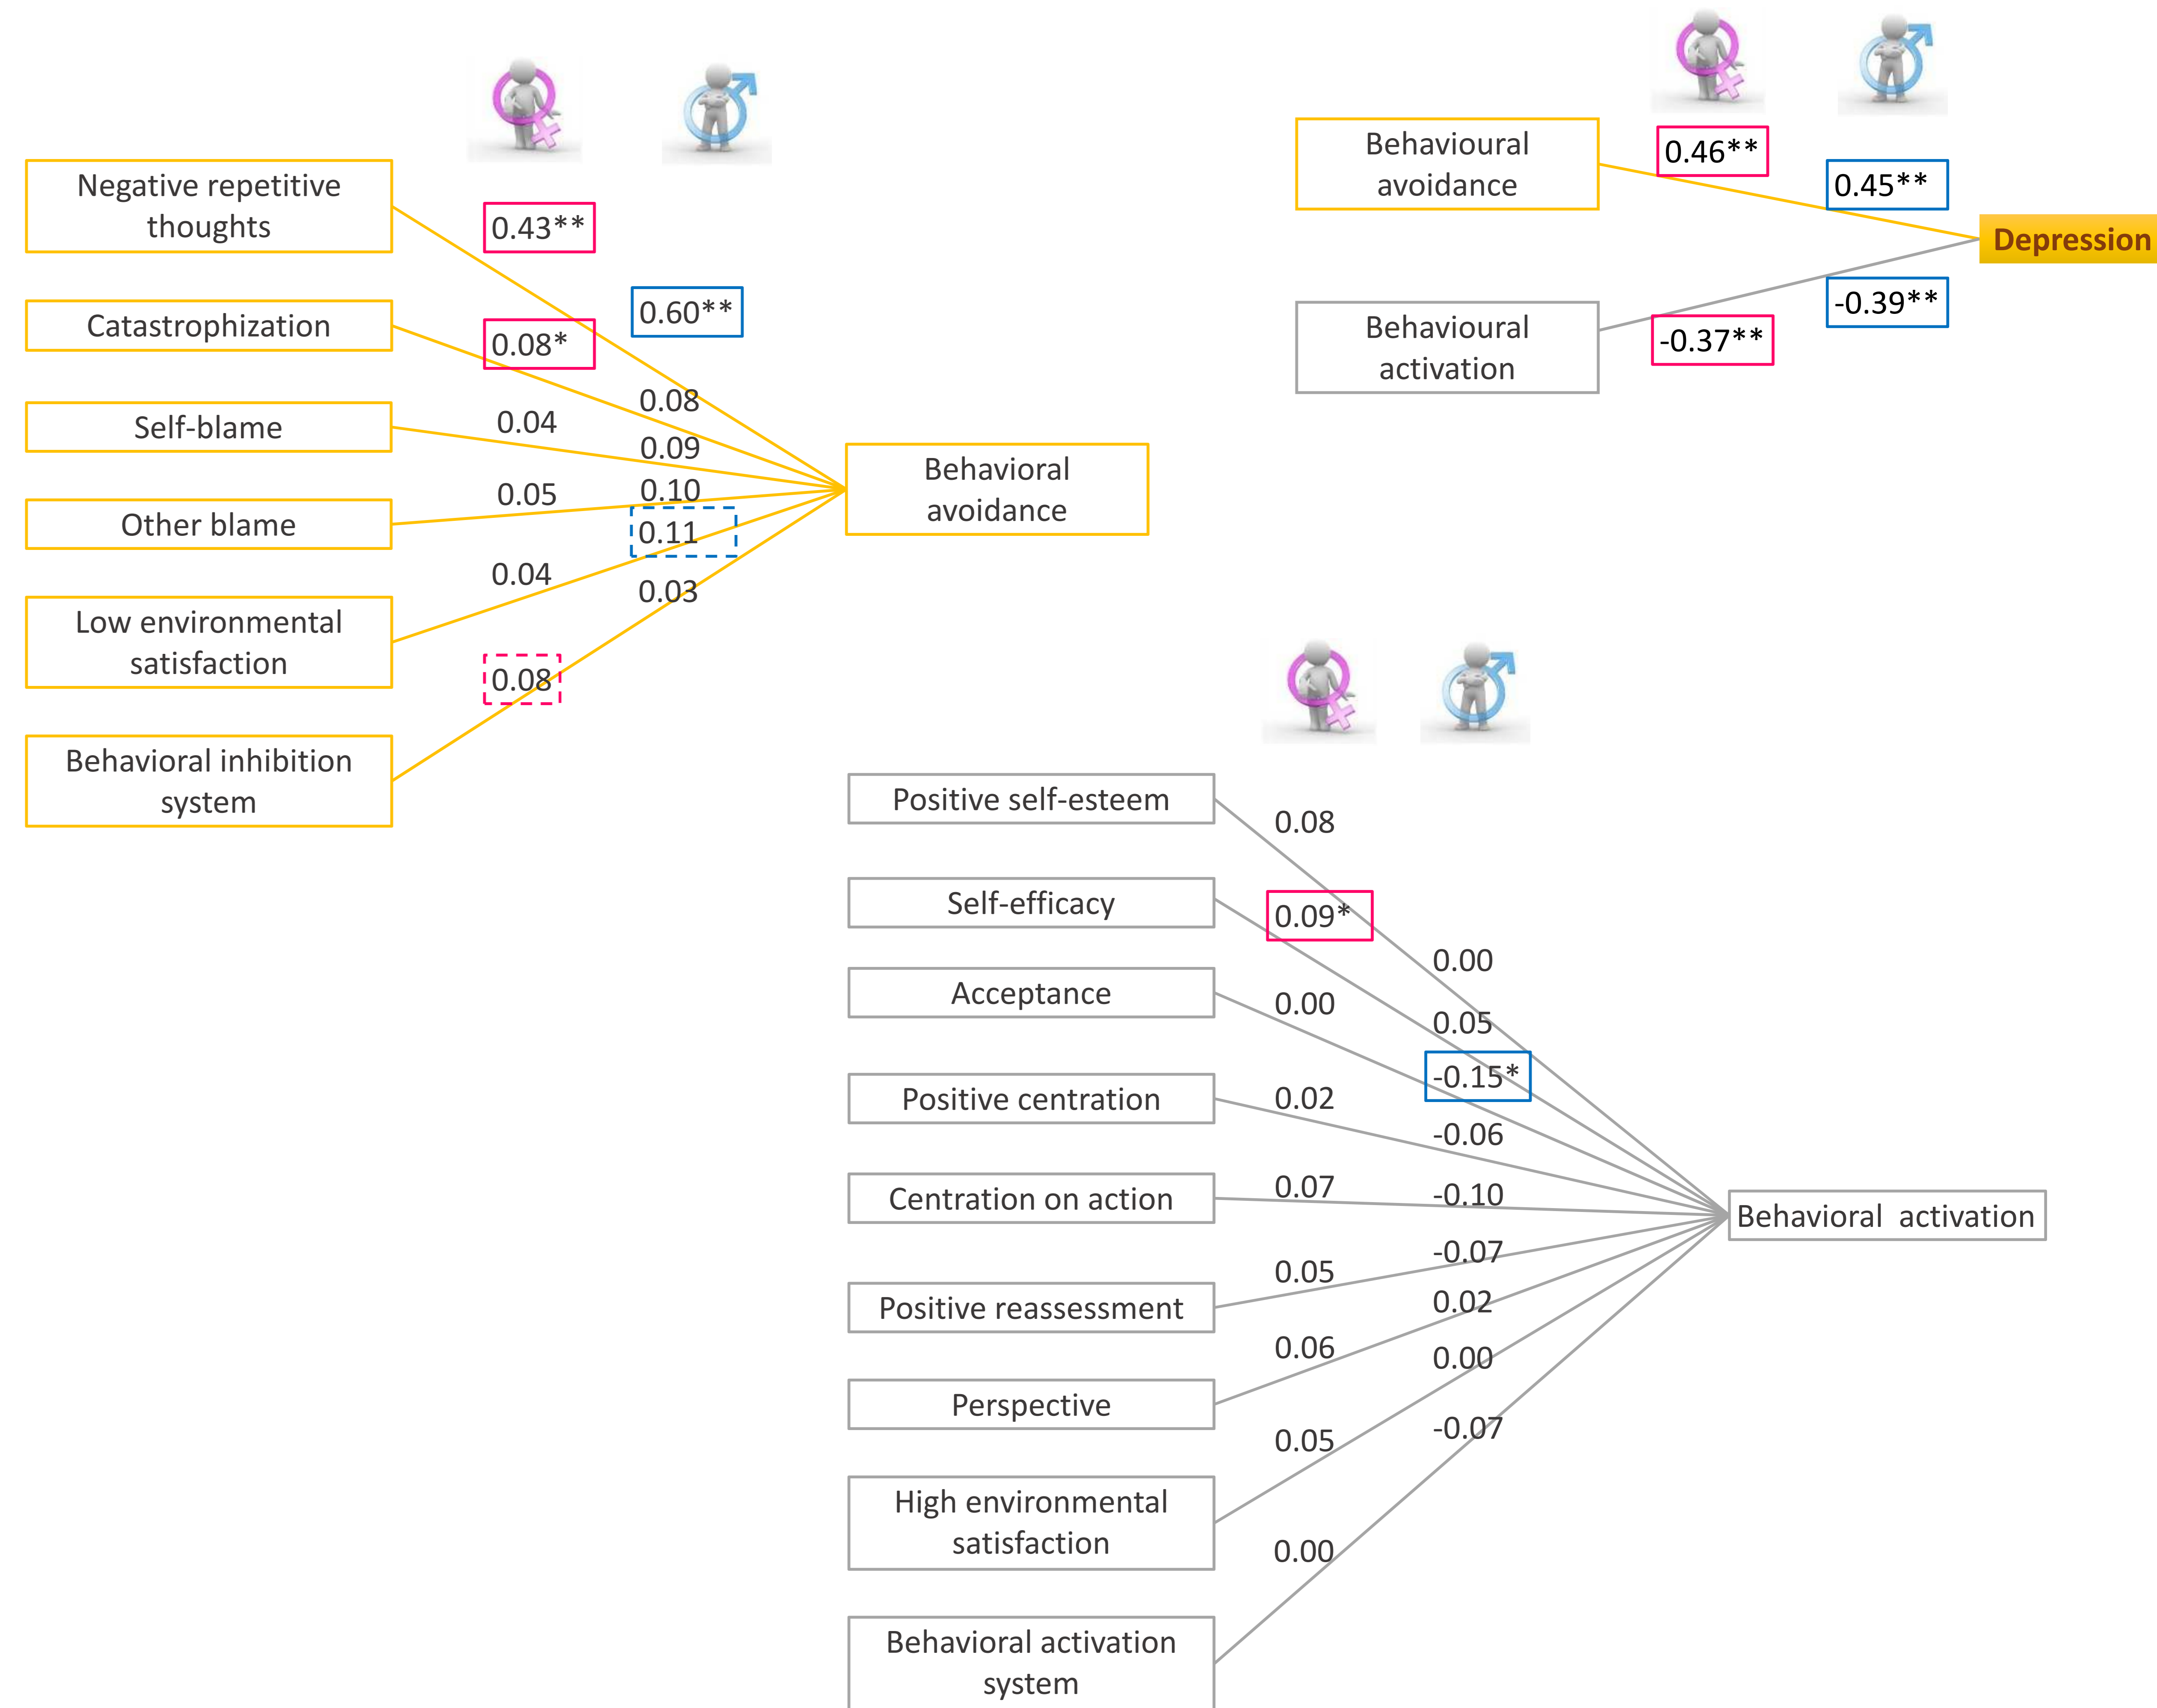 Negative repetitive
thoughts
Catastrophization
Self-blame
Other blame
Low environmental
satisfaction
Behavioral inhibition
system
0.43**
0.08*
0.04
0.05
0.04
0.08
0.60**
0.08
0.09
0.10
0.11
0.03
Behavioral
avoidance
Behavioural
avoidance
Behavioural
activation
0.46**
-0.37**
0.45**
-0.39**
Depression
Positive self-esteem
Self-efficacy
Acceptance
Positive centration
Centration on action
Positive reassessment
Perspective
High environmental
satisfaction
Behavioral activation
system
0.08
0.09*
0.00
0.02
0.07
0.05
0.06
0.05
0.00
0.00
0.05
-0.15*
-0.06
-0.10
-0.07
0.02
0.00
-0.07
Behavioral activation